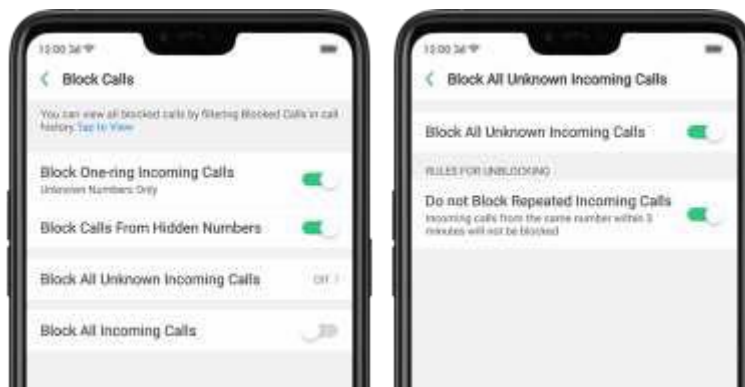 12:00
Block Calls
You can view all blocked calls by filtering Blocked Calls in call
history. Tap to View
Block One-ring Incoming Calls
Unknown Numbers Only
Block Calls From Hidden Numbers
Block All Unknown Incoming Calls Off
Block All Incoming Calls
12:00
Block All Unknown Incoming Calls
Block All Unknown Incoming Calls
RULES FOR UNBLOCKING
Do not Block Repeated Incoming Calls
Incoming calls from the same number within 3
minutes will not be blocked